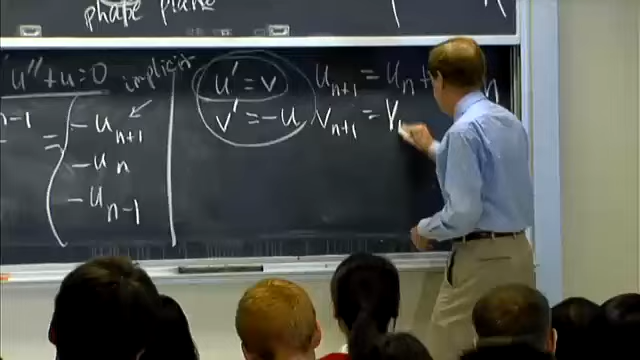 phase plane
u'' + u = 0 implicit
n-1 = -u_{n+1}
-u_n
-u_{n-1}
u' = v
v' = -u
u_{n+1} = u_n +
v_{n+1} = v